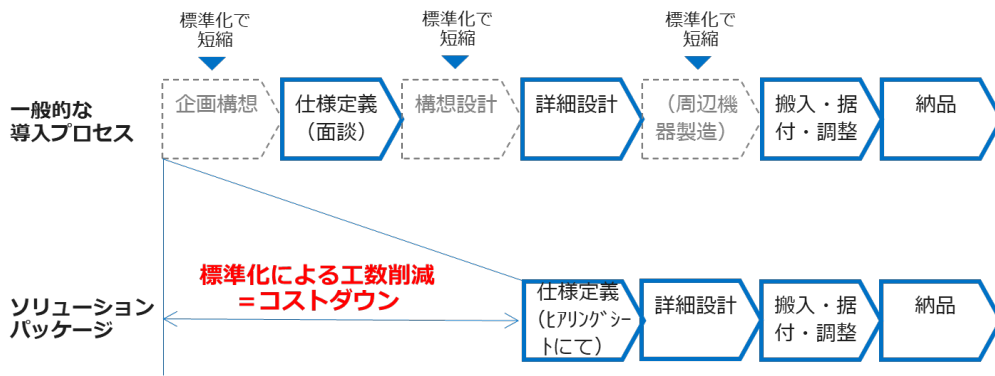 標準化で
短縮
標準化で
短縮
標準化で
短縮
一般的な
導入プロセス
企画構想
仕様定義
（面談）
構想設計
詳細設計
（周辺機
器製造）
搬入・据
付・調整
納品
標準化による工数削減
＝コストダウン
ソリューション
パッケージ
仕様定義
(ﾋｱﾘﾝｸﾞｼｰ
ﾄにて）
詳細設計
搬入・据
付・調整
納品